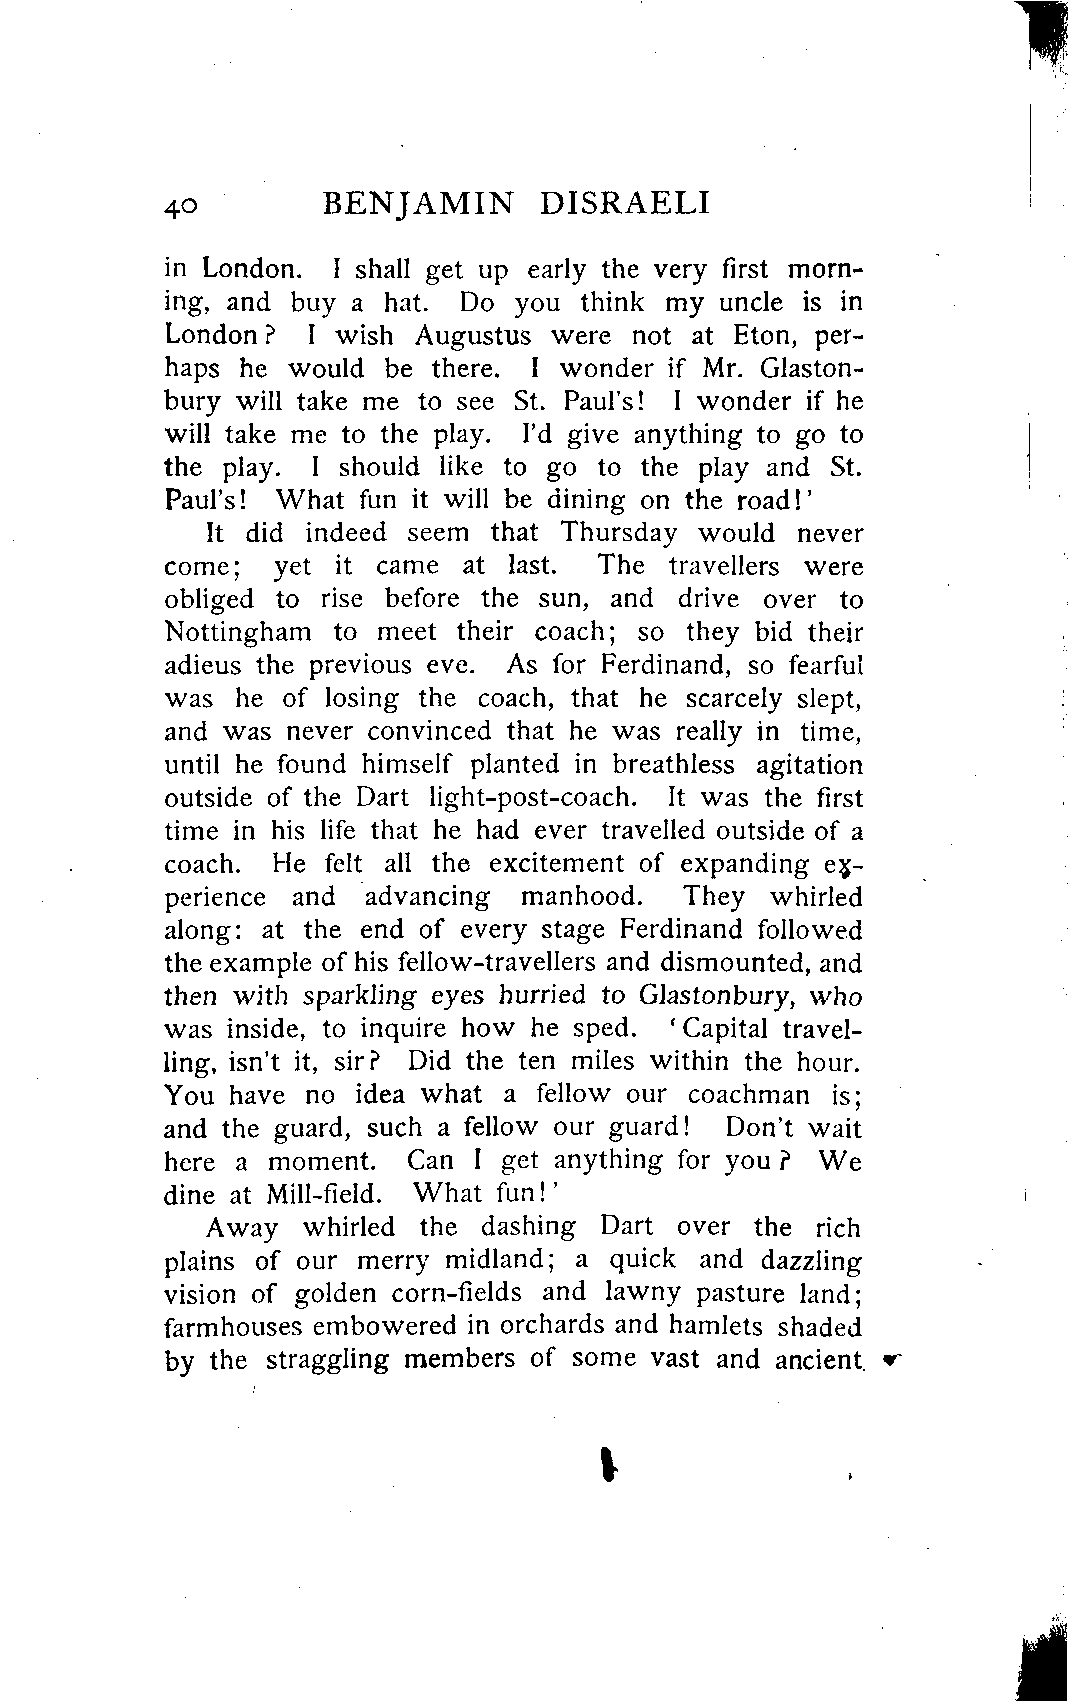 40 BENJAMIN DISRAELI
in London. I shall get up early the very first morn-
ing, and buy a hat. Do you think my uncle is in
London? I wish Augustus were not at Eton, per-
haps he would be there. I wonder if Mr. Glaston-
bury will take me to see St. Paul's! I wonder if he
will take me to the play. I'd give anything to go to
the play. I should like to go to the play and St.
Paul's! What fun it will be dining on the road!'
It did indeed seem that Thursday would never
come; yet it came at last. The travellers were
obliged to rise before the sun, and drive over to
Nottingham to meet their coach; so they bid their
adieus the previous eve. As for Ferdinand, so fearful
was he of losing the coach, that he scarcely slept,
and was never convinced that he was really in time,
until he found himself planted in breathless agitation
outside of the Dart light-post-coach. It was the first
time in his life that he had ever travelled outside of a
coach. He felt all the excitement of expanding ex-
perience and advancing manhood. They whirled
along: at the end of every stage Ferdinand followed
the example of his fellow-travellers and dismounted, and
then with sparkling eyes hurried to Glastonbury, who
was inside, to inquire how he sped. 'Capital travel-
ling, isn't it, sir? Did the ten miles within the hour.
You have no idea what a fellow our coachman is;
and the guard, such a fellow our guard! Don't wait
here a moment. Can I get anything for you? We
dine at Mill-field. What fun!'
Away whirled the dashing Dart over the rich
plains of our merry midland; a quick and dazzling
vision of golden corn-fields and lawny pasture land;
farmhouses embowered in orchards and hamlets shaded
by the straggling members of some vast and ancient